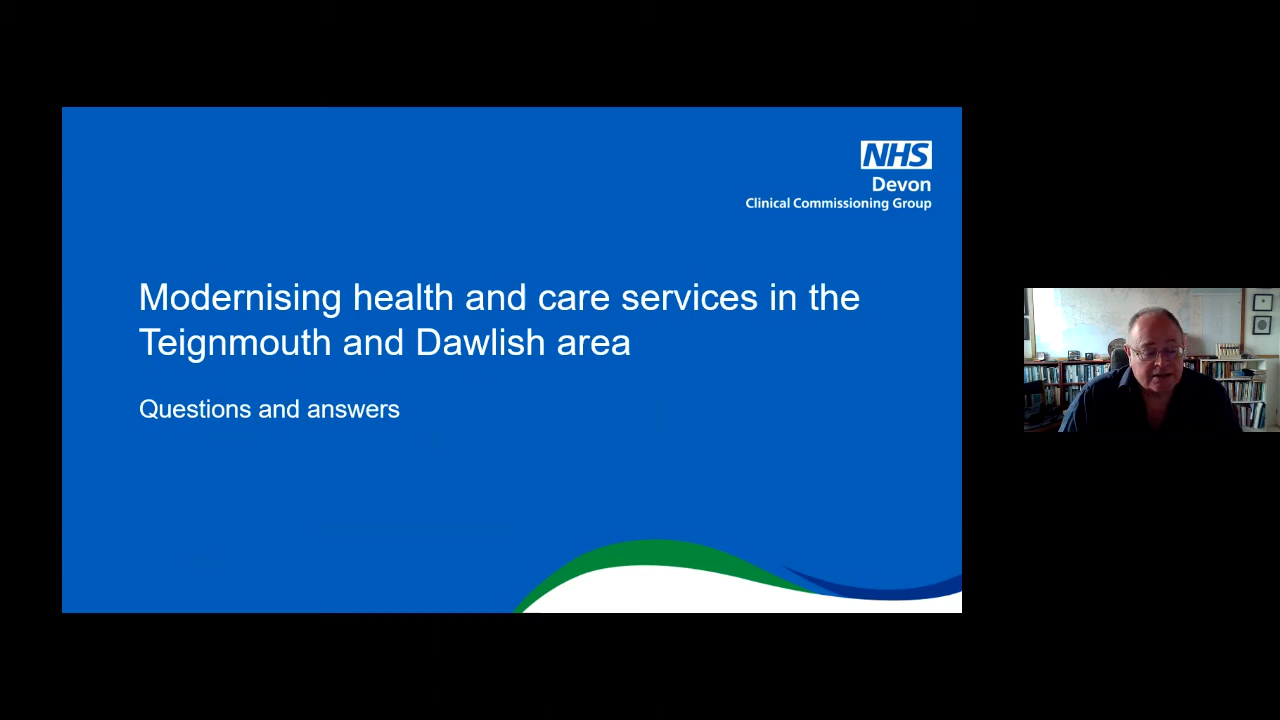 NHS
Devon
Clinical Commissioning Group
Modernising health and care services in the
Teignmouth and Dawlish area
Questions and answers